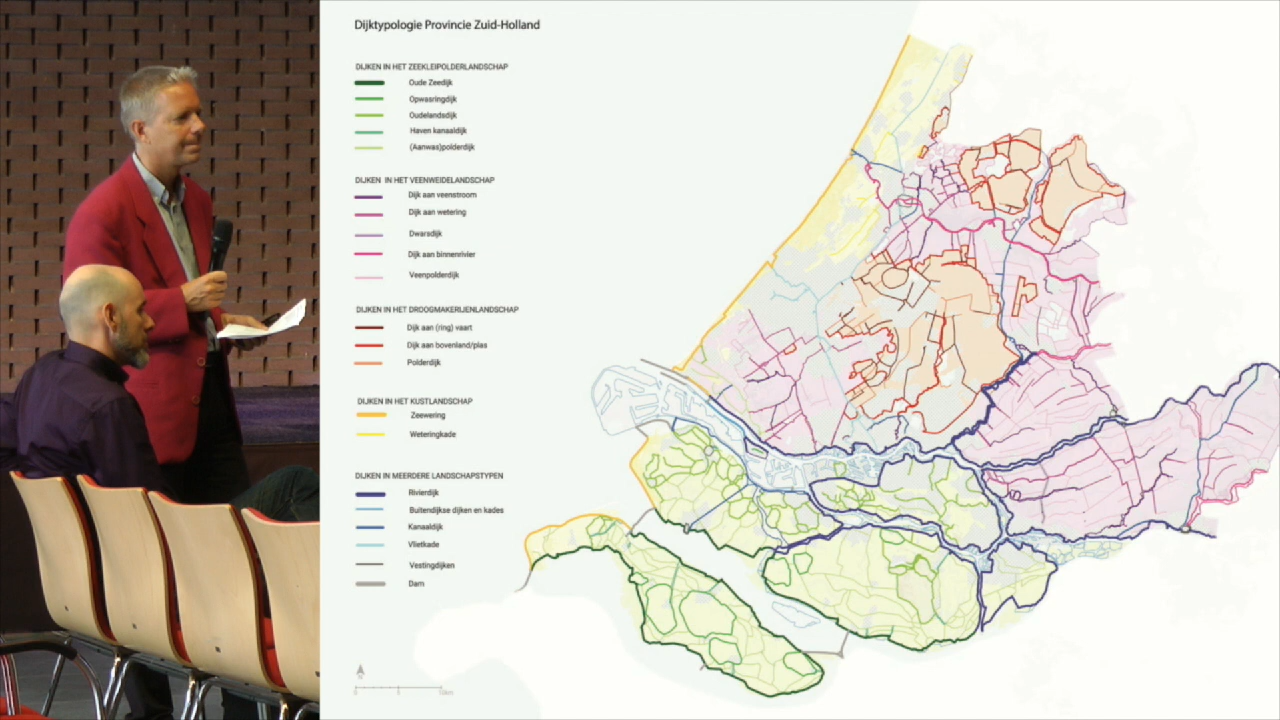 Dijktypologie Provincie Zuid-Holland
DIJKEN IN HET ZEEKLEIPOLDERLANDSCHAP
Oude Zeedijk
Opwasringdijk
Oudelandsdijk
Haven kanaaldijk
(Aanwas)polderdijk
DIJKEN IN HET VEENWEIDELANDSCHAP
Dijk aan veenstroom
Dijk aan wetering
Dwarsdijk
Dijk aan binnenrivier
Veenpolderdijk
DIJKEN IN HET DROOGMAKERIJENLANDSCHAP
Dijk aan (ring) vaart
Dijk aan bovenland/plas
Polderdijk
DIJKEN IN HET KUSTLANDSCHAP
Zeewering
Weteringkade
DIJKEN IN MEERDERE LANDSCHAPSTYPEN
Rivierdijk
Buitendijkse dijken en kades
Kanaaldijk
Vlietkade
Vestingdijken
Dam
0 5 10km